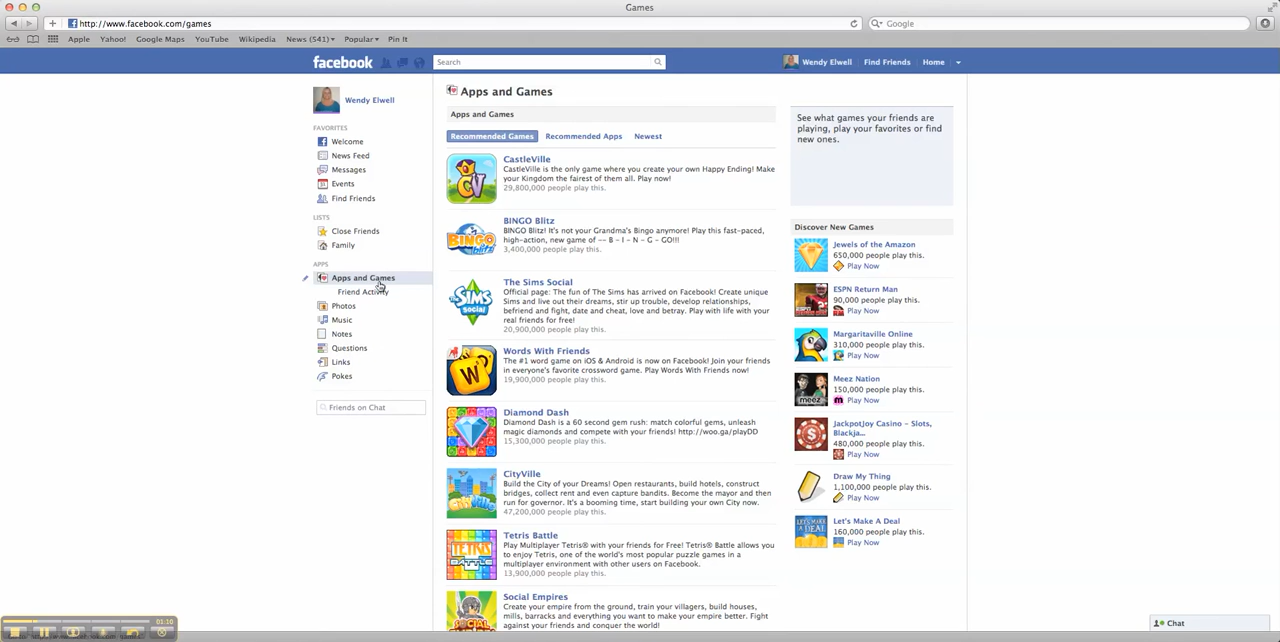 Games
http://www.facebook.com/games
Google
Apple Yahoo! Google Maps YouTube Wikipedia News (541) Popular Pin It
facebook
Search
Wendy Elwell Find Friends Home
Wendy Elwell
FAVORITES
Welcome
News Feed
Messages
Events
Find Friends
LISTS
Close Friends
Family
APPS
Apps and Games
Friend Activity
Photos
Music
Notes
Questions
Links
Pokes
Friends on Chat
Apps and Games
Apps and Games
Recommended Games Recommended Apps Newest
CastleVille
CastleVille is the only game where you create your own Happy Ending! Make
your Kingdom the fairest of them all. Play now!
29,800,000 people play this.
BINGO Blitz
BINGO Blitz! It's not your Grandma's Bingo anymore! Play this fast-paced,
high-action, new game of -- B - I - N - G - GO!!!
3,400,000 people play this.
The Sims Social
Official page: The fun of The Sims has arrived on Facebook! Create unique
Sims and live out their dreams, stir up trouble, develop relationships,
befriend and fight, date and cheat, love and betray. Play with life with your
real friends for free!
20,900,000 people play this.
Words With Friends
The #1 word game on iOS & Android is now on Facebook! Join your friends
in everyone's favorite crossword game. Play Words With Friends now!
19,900,000 people play this.
Diamond Dash
Diamond Dash is a 60 second gem rush: match colorful gems, unleash
magic diamonds and compete with your friends! http://woo.ga/playDD
15,300,000 people play this.
CityVille
Build the City of your Dreams! Open restaurants, build hotels, construct
bridges, collect rent and even capture bandits. Become the mayor and then
run for governor. It's a booming time, start building your own City now.
47,200,000 people play this.
Tetris Battle
Play Multiplayer Tetris® with your friends for Free! Tetris® Battle allows you
to enjoy Tetris, one of the world's most popular puzzle games in a
multiplayer environment with other users on Facebook.
13,900,000 people play this.
Social Empires
Create your empire from the ground, train your villagers, build houses,
mills, barracks and everything you want to make your empire better. Fight
against your friends and conquer the world!
See what games your friends are
playing, play your favorites or find
new ones.
Discover New Games
Jewels of the Amazon
650,000 people play this.
Play Now
ESPN Return Man
90,000 people play this.
Play Now
Margaritaville Online
310,000 people play this.
Play Now
Meez Nation
150,000 people play this.
Play Now
JackpotJoy Casino - Slots,
Blackja...
480,000 people play this.
Play Now
Draw My Thing
1,100,000 people play this.
Play Now
Let's Make A Deal
160,000 people play this.
Play Now
Chat
01:10